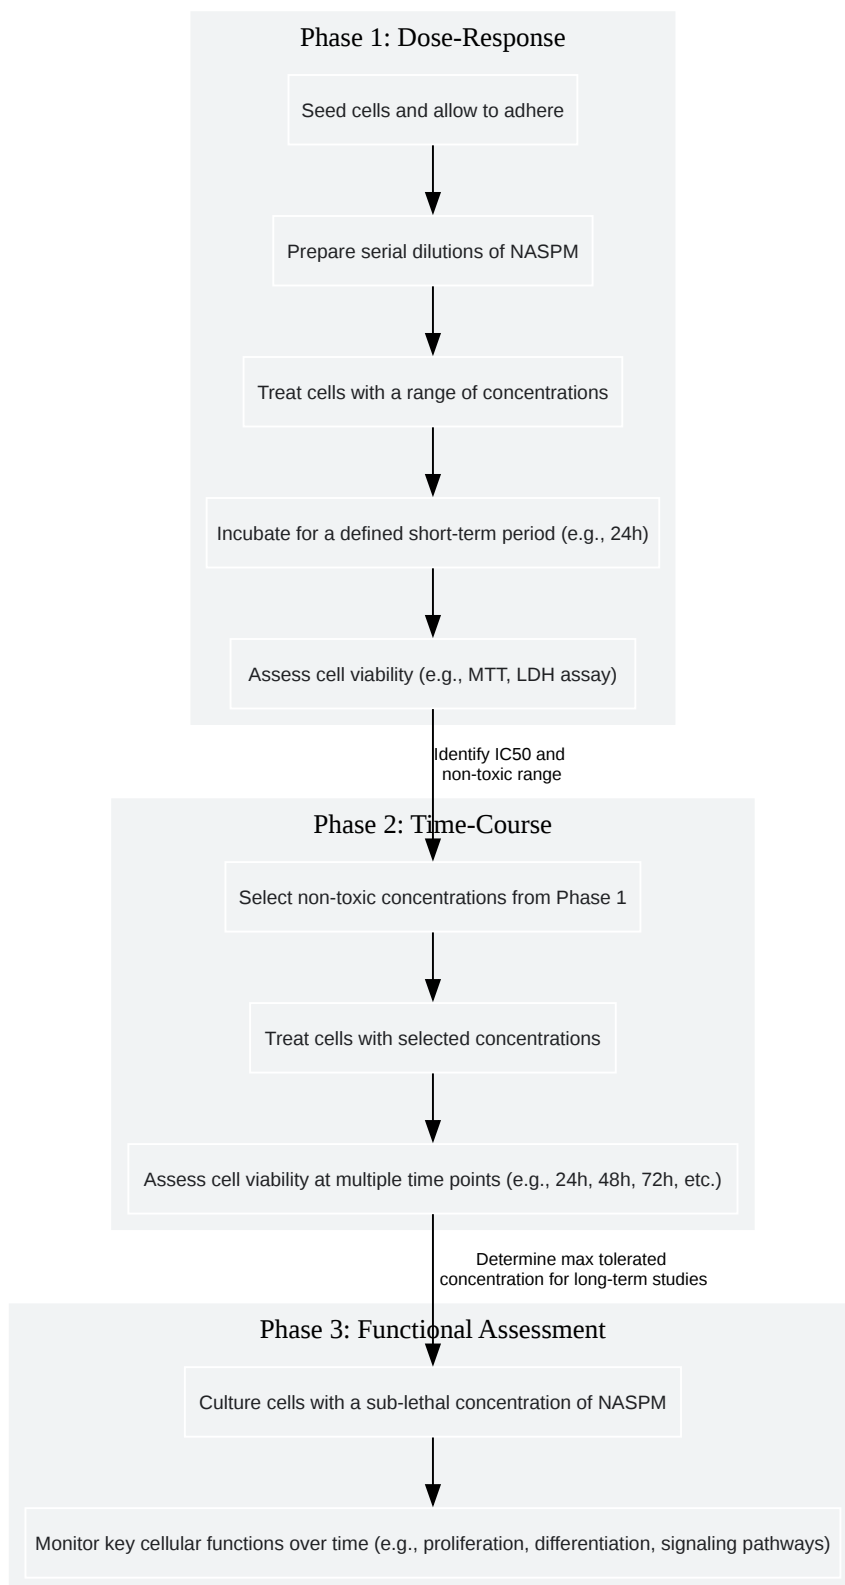 Phase 1: Dose-Response
Seed cells and allow to adhere
Prepare serial dilutions of NASPM
Treat cells with a range of concentrations
Incubate for a defined short-term period (e.g., 24h)
Assess cell viability (e.g., MTT, LDH assay)
Identify IC50 and
non-toxic range
Phase 2: Time-Course
Select non-toxic concentrations from Phase 1
Treat cells with selected concentrations
Assess cell viability at multiple time points (e.g., 24h, 48h, 72h, etc.)
Determine max tolerated
concentration for long-term studies
Phase 3: Functional Assessment
Culture cells with a sub-lethal concentration of NASPM
Monitor key cellular functions over time (e.g., proliferation, differentiation, signaling pathways)